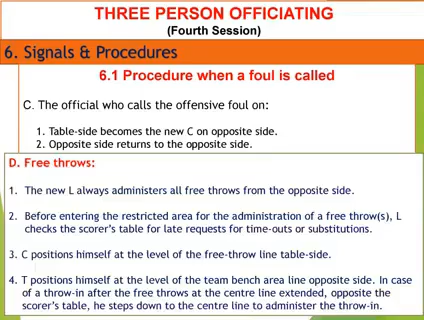 THREE PERSON OFFICIATING
(Fourth Session)
6. Signals & Procedures
6.1 Procedure when a foul is called
C. The official who calls the offensive foul on:
1. Table-side becomes the new C on opposite side.
2. Opposite side returns to the opposite side.
D. Free throws:
1. The new L always administers all free throws from the opposite side.
2. Before entering the restricted area for the administration of a free throw(s), L
checks the scorer's table for late requests for time-outs or substitutions.
3. C positions himself at the level of the free-throw line table-side.
4. T positions himself at the level of the team bench area line opposite side. In case
of a throw-in after the free throws at the centre line extended, opposite the
scorer's table, he steps down to the centre line to administer the throw-in.